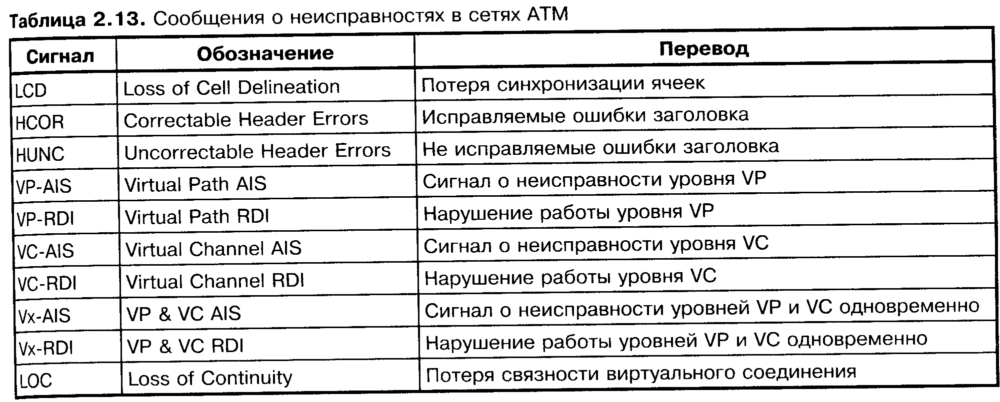 Таблица 2.13. Сообщения о неисправностях в сетях АТМ
Сигнал Обозначение Перевод
LCD Loss of Cell Delineation Потеря синхронизации ячеек
HCOR Correctable Header Errors Исправляемые ошибки заголовка
HUNC Uncorrectable Header Errors Не исправляемые ошибки заголовка
VP-AIS Virtual Path AIS Сигнал о неисправности уровня VP
VP-RDI Virtual Path RDI Нарушение работы уровня VP
VC-AIS Virtual Channel AIS Сигнал о неисправности уровня VC
VC-RDI Virtual Channel RDI Нарушение работы уровня VC
Vx-AIS VP & VC AIS Сигнал о неисправности уровней VP и VC одновременно
Vx-RDI VP & VC RDI Нарушение работы уровней VP и VC одновременно
LOC Loss of Continuity Потеря связности виртуального соединения